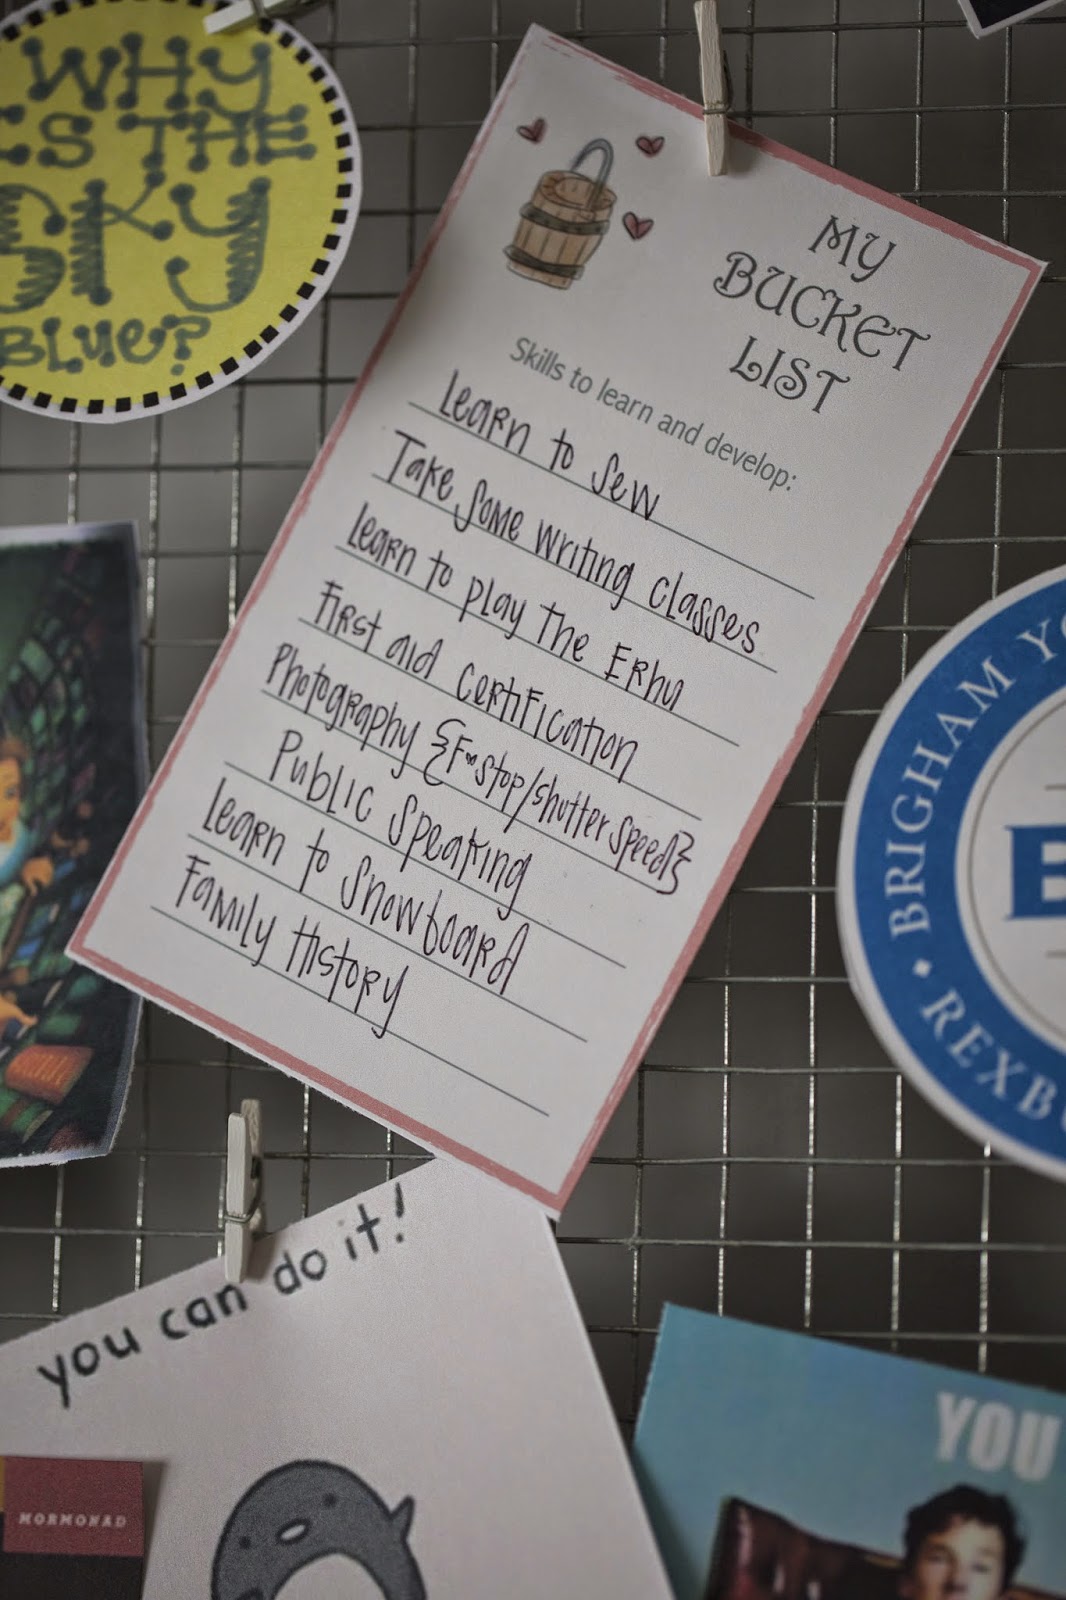 WHY
ES THE
SKY
BLUE?
MY
BUCKET
LIST
Skills to learn and develop:
Learn to sew
Take some writing classes
Learn to play the Erhu
First aid certification
Photography {F-stop/shutter speed}
Public speaking
Learn to snowboard
Family History
BRIGHAM YO
• REXBU
you can do it!
MORMONAD
YOU